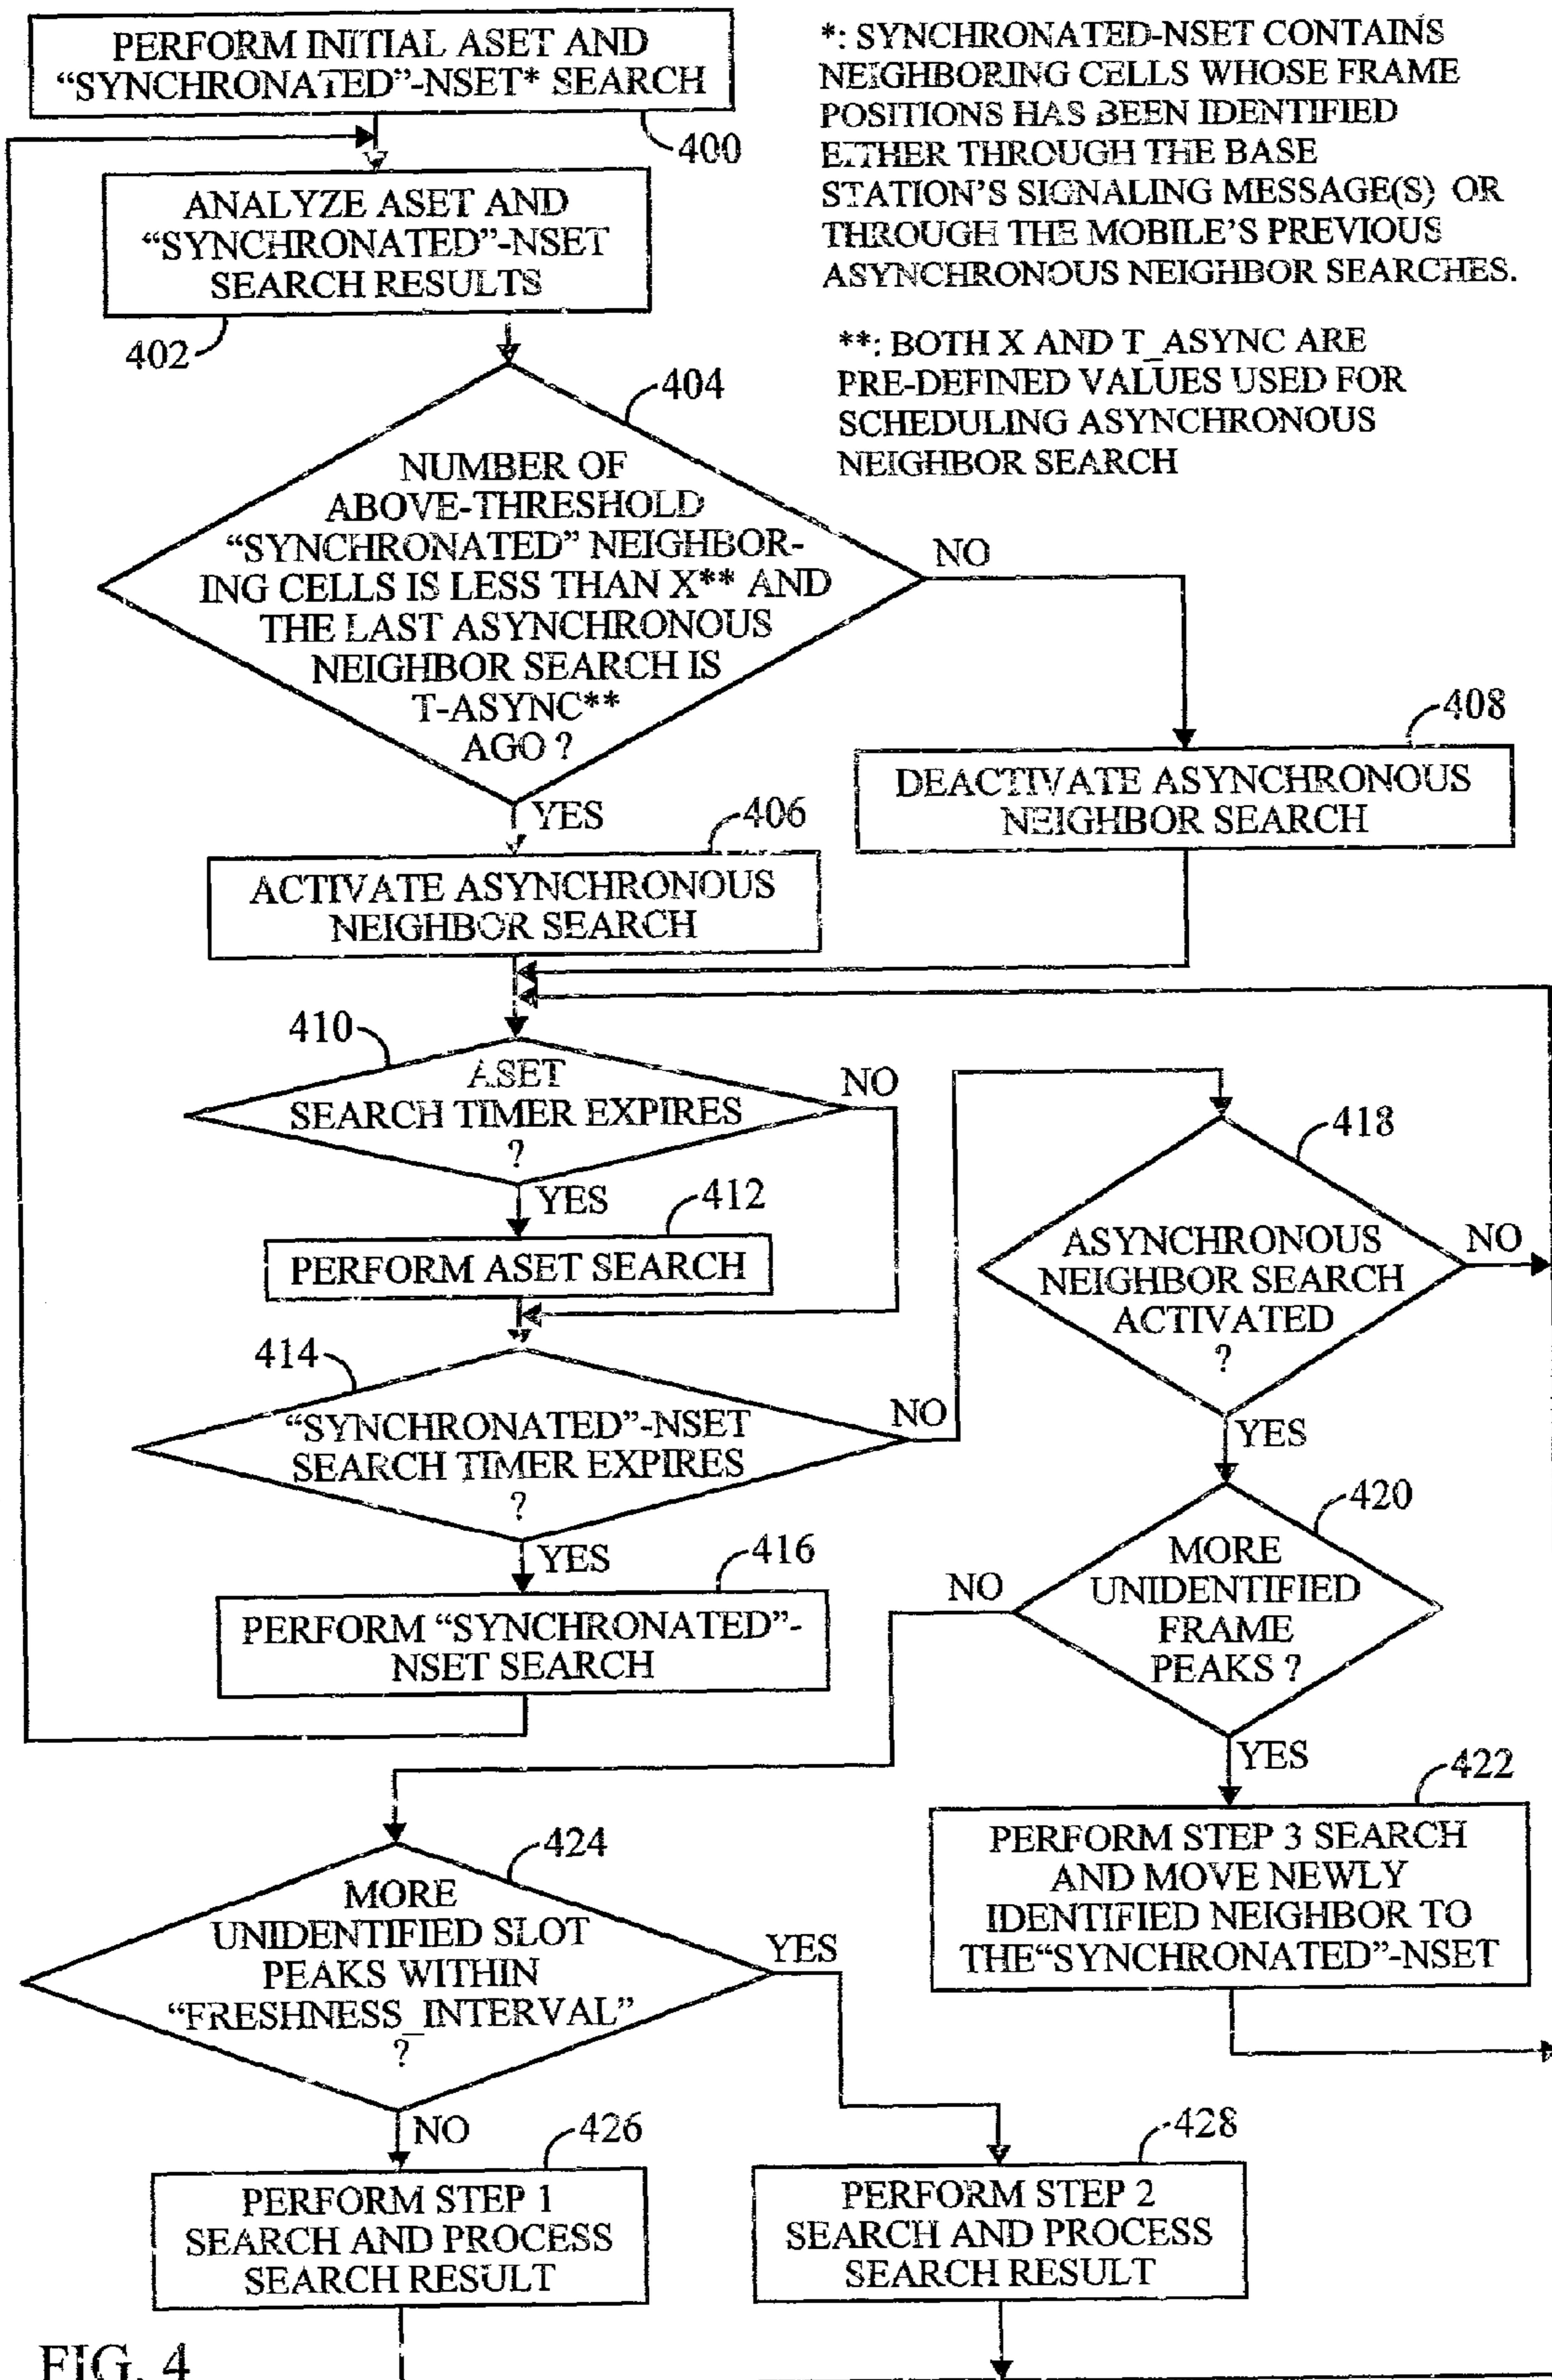 PERFORM INITIAL ASET AND
“SYNCHRONATED”-NSET* SEARCH
400
*: SYNCHRONATED-NSET CONTAINS
NEIGHBORING CELLS WHOSE FRAME
POSITIONS HAS BEEN IDENTIFIED
EITHER THROUGH THE BASE
STATION'S SIGNALING MESSAGE(S) OR
THROUGH THE MOBILE'S PREVIOUS
ASYNCHRONOUS NEIGHBOR SEARCHES.
**: BOTH X AND T_ASYNC ARE
PRE-DEFINED VALUES USED FOR
SCHEDULING ASYNCHRONOUS
NEIGHBOR SEARCH
ANALYZE ASET AND
“SYNCHRONATED”-NSET
SEARCH RESULTS
402
404
NUMBER OF
ABOVE-THRESHOLD
“SYNCHRONATED” NEIGHBOR-
ING CELLS IS LESS THAN X** AND
THE LAST ASYNCHRONOUS
NEIGHBOR SEARCH IS
T-ASYNC**
AGO ?
NO
YES
408
DEACTIVATE ASYNCHRONOUS
NEIGHBOR SEARCH
406
ACTIVATE ASYNCHRONOUS
NEIGHBOR SEARCH
410
ASET
SEARCH TIMER EXPIRES
?
NO
YES
412
PERFORM ASET SEARCH
414
“SYNCHRONATED”-NSET
SEARCH TIMER EXPIRES
?
NO
YES
416
PERFORM “SYNCHRONATED”-
NSET SEARCH
418
ASYNCHRONOUS
NEIGHBOR SEARCH
ACTIVATED
?
NO
YES
420
MORE
UNIDENTIFIED
FRAME
PEAKS ?
NO
YES
422
PERFORM STEP 3 SEARCH
AND MOVE NEWLY
IDENTIFIED NEIGHBOR TO
THE“SYNCHRONATED”-NSET
424
MORE
UNIDENTIFIED SLOT
PEAKS WITHIN
“FRESHNESS_INTERVAL”
?
YES
NO
426
PERFORM STEP 1
SEARCH AND PROCESS
SEARCH RESULT
428
PERFORM STEP 2
SEARCH AND PROCESS
SEARCH RESULT
FIG. 4